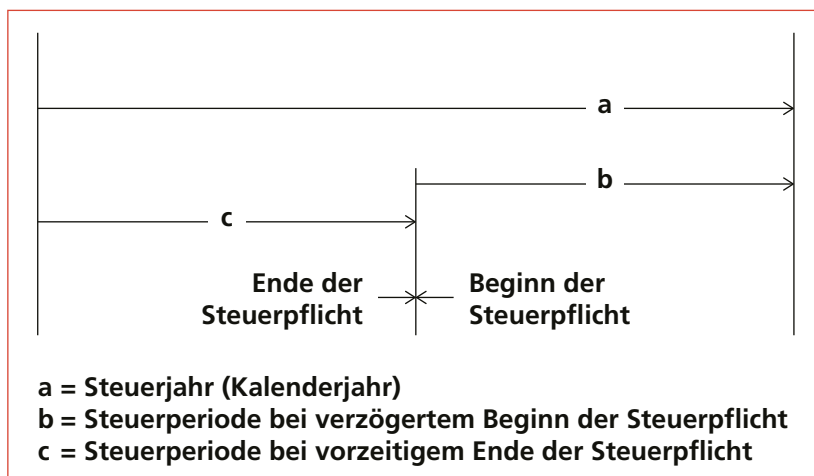 a
b
c
Ende der
Steuerpflicht
Beginn der
Steuerpflicht
a = Steuerjahr (Kalenderjahr)
b = Steuerperiode bei verzögertem Beginn der Steuerpflicht
c = Steuerperiode bei vorzeitigem Ende der Steuerpflicht